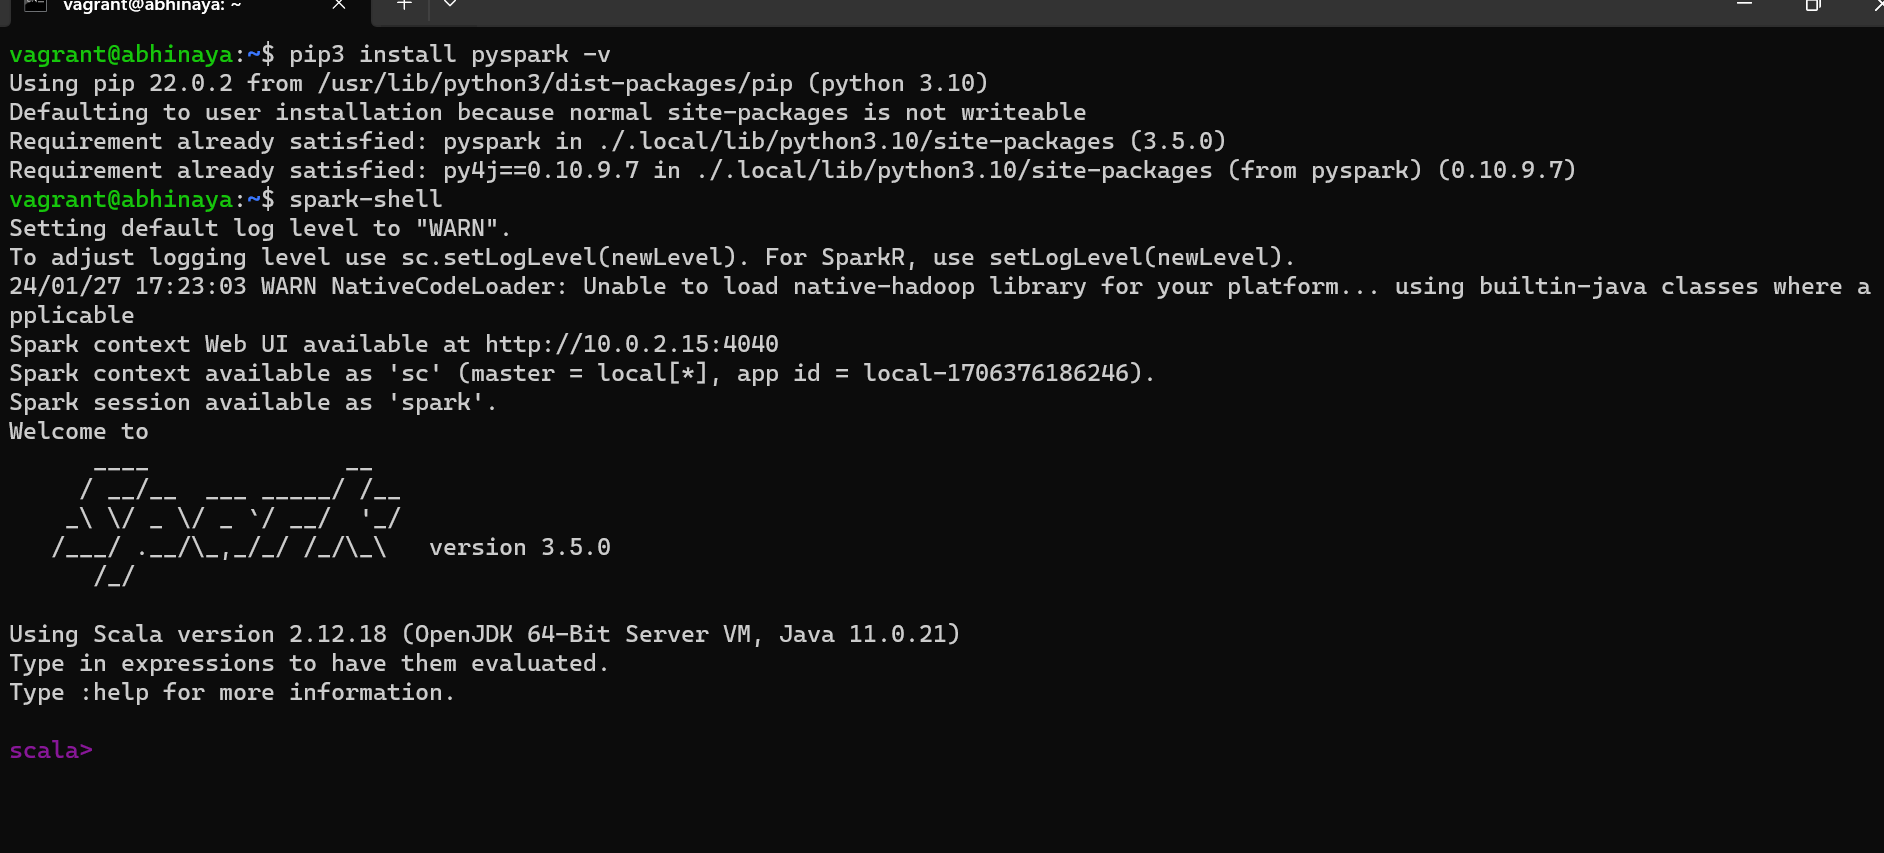 vagrant@abhinaya: ~
vagrant@abhinaya:~$ pip3 install pyspark -v
Using pip 22.0.2 from /usr/lib/python3/dist-packages/pip (python 3.10)
Defaulting to user installation because normal site-packages is not writeable
Requirement already satisfied: pyspark in ./.local/lib/python3.10/site-packages (3.5.0)
Requirement already satisfied: py4j==0.10.9.7 in ./.local/lib/python3.10/site-packages (from pyspark) (0.10.9.7)
vagrant@abhinaya:~$ spark-shell
Setting default log level to "WARN".
To adjust logging level use sc.setLogLevel(newLevel). For SparkR, use setLogLevel(newLevel).
24/01/27 17:23:03 WARN NativeCodeLoader: Unable to load native-hadoop library for your platform... using builtin-java classes where a
pplicable
Spark context Web UI available at http://10.0.2.15:4040
Spark context available as 'sc' (master = local[*], app id = local-1706376186246).
Spark session available as 'spark'.
Welcome to
      ____              __
     / __/__  ___ _____/ /__
    _\ \/ _ \/ _ `/ __/  '_/
   /___/ .__/\_,_/_/ /_/\_\   version 3.5.0
      /_/
Using Scala version 2.12.18 (OpenJDK 64-Bit Server VM, Java 11.0.21)
Type in expressions to have them evaluated.
Type :help for more information.
scala>